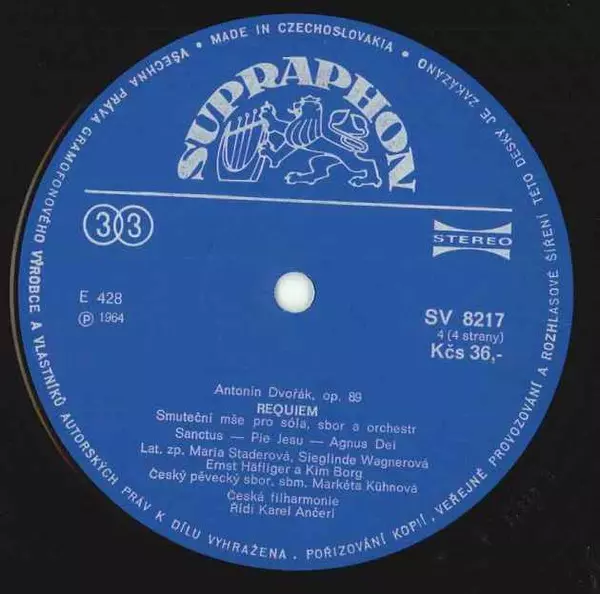 VŠECHNA PRÁVA GRAMOFONOVÉHO VÝROBCE A VLASTNÍKŮ AUTORSKÝCH PRÁV K DÍLU VYHRAŽENA. POŘIZOVÁNÍ KOPIÍ, VEŘEJNÉ PROVOZOVÁNÍ A ROZHLASOVÉ ŠÍŘENÍ TÉTO DESKY JE ZAKÁZÁNO • MADE IN CZECHOSLOVAKIA •
SUPRAPHON
33
STEREO
E 428
℗ 1964
SV 8217
4 (4 strany)
Kčs 36,-
Antonín Dvořák, op. 89
REQUIEM
Smuteční mše pro sóla, sbor a orchestr
Sanctus — Pie Jesu — Agnus Dei
Lat. zp. Maria Staderová, Sieglinde Wagnerová
Ernst Häfliger a Kim Borg
Český pěvecký sbor, sbm. Markéta Kühnová
Česká filharmonie
Řídí Karel Ančerl